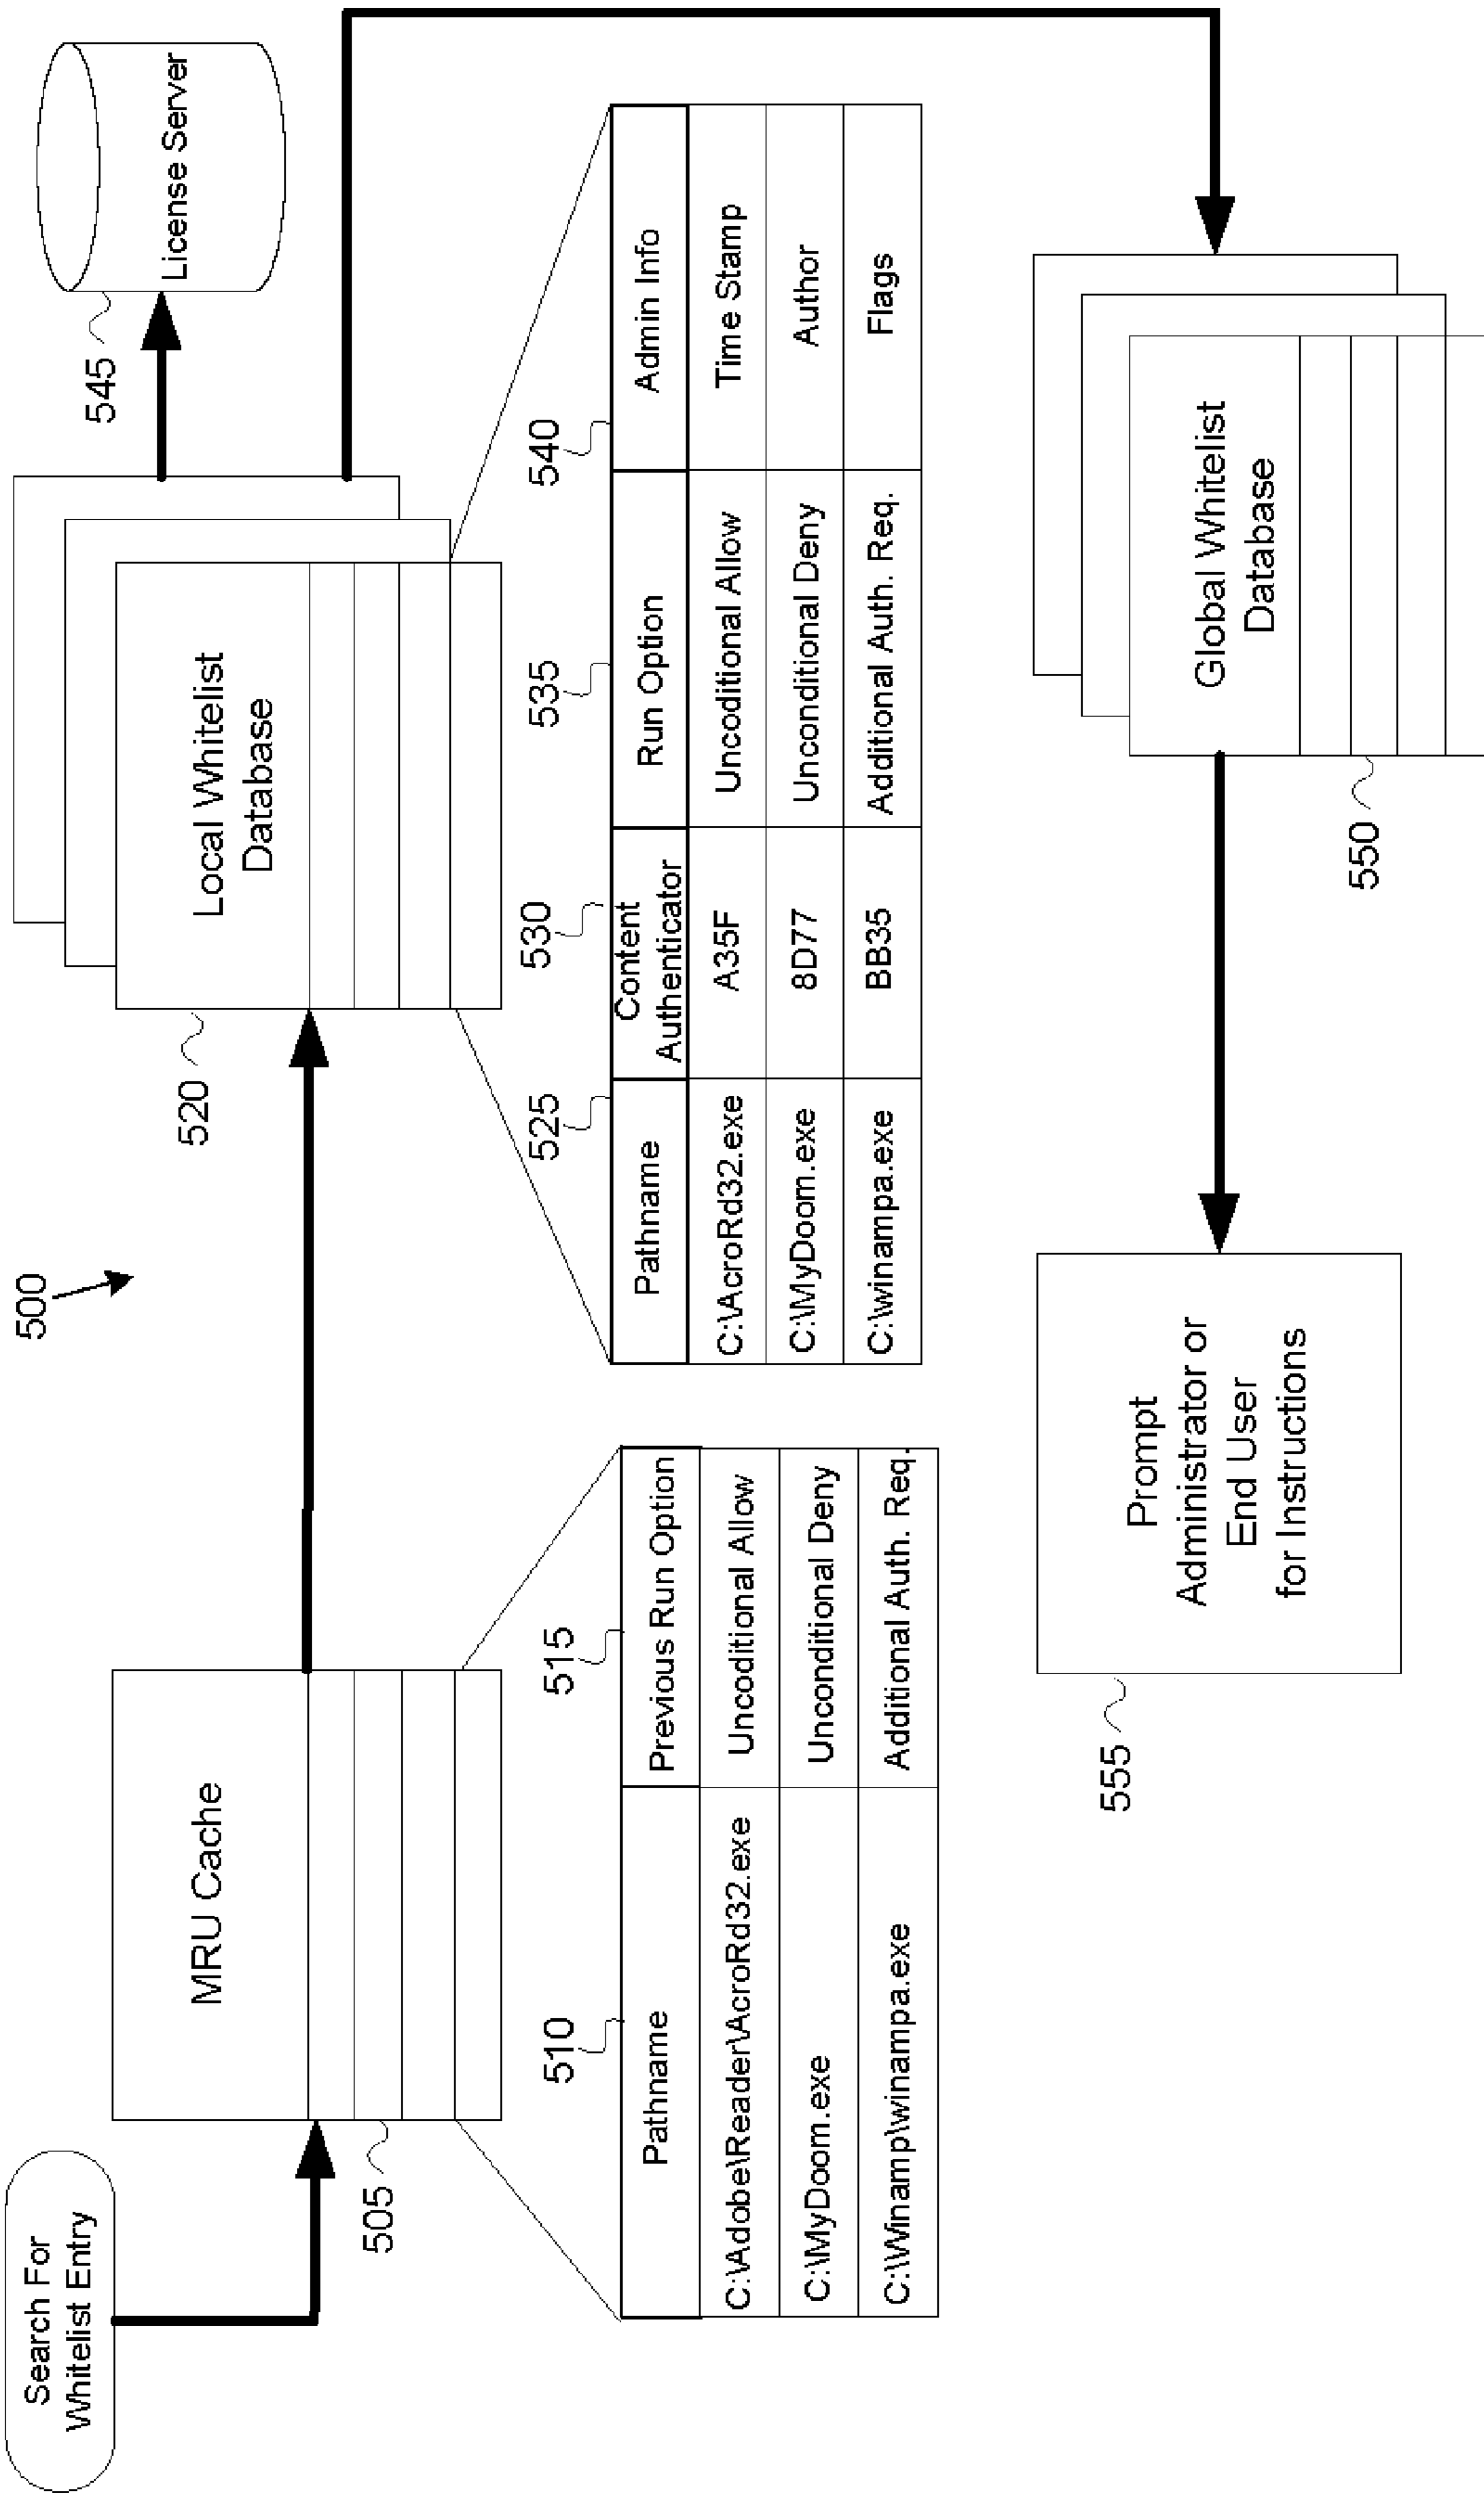 Search For
Whitelist Entry
500
MRU Cache
505
Local Whitelist
Database
520
License Server
545
510
515
Pathname
Previous Run Option
C:\Adobe\Reader\AcroRd32.exe
Uncoditional Allow
C:\MyDoom.exe
Unconditional Deny
C:\Winamp\winampa.exe
Additional Auth. Req.
525
530
535
540
Pathname
Content
Authenticator
Run Option
Admin Info
C:\AcroRd32.exe
A35F
Uncoditional Allow
Time Stamp
C:\MyDoom.exe
8D77
Unconditional Deny
Author
C:\winampa.exe
BB35
Additional Auth. Req.
Flags
555
Prompt
Administrator or
End User
for Instructions
Global Whitelist
Database
550